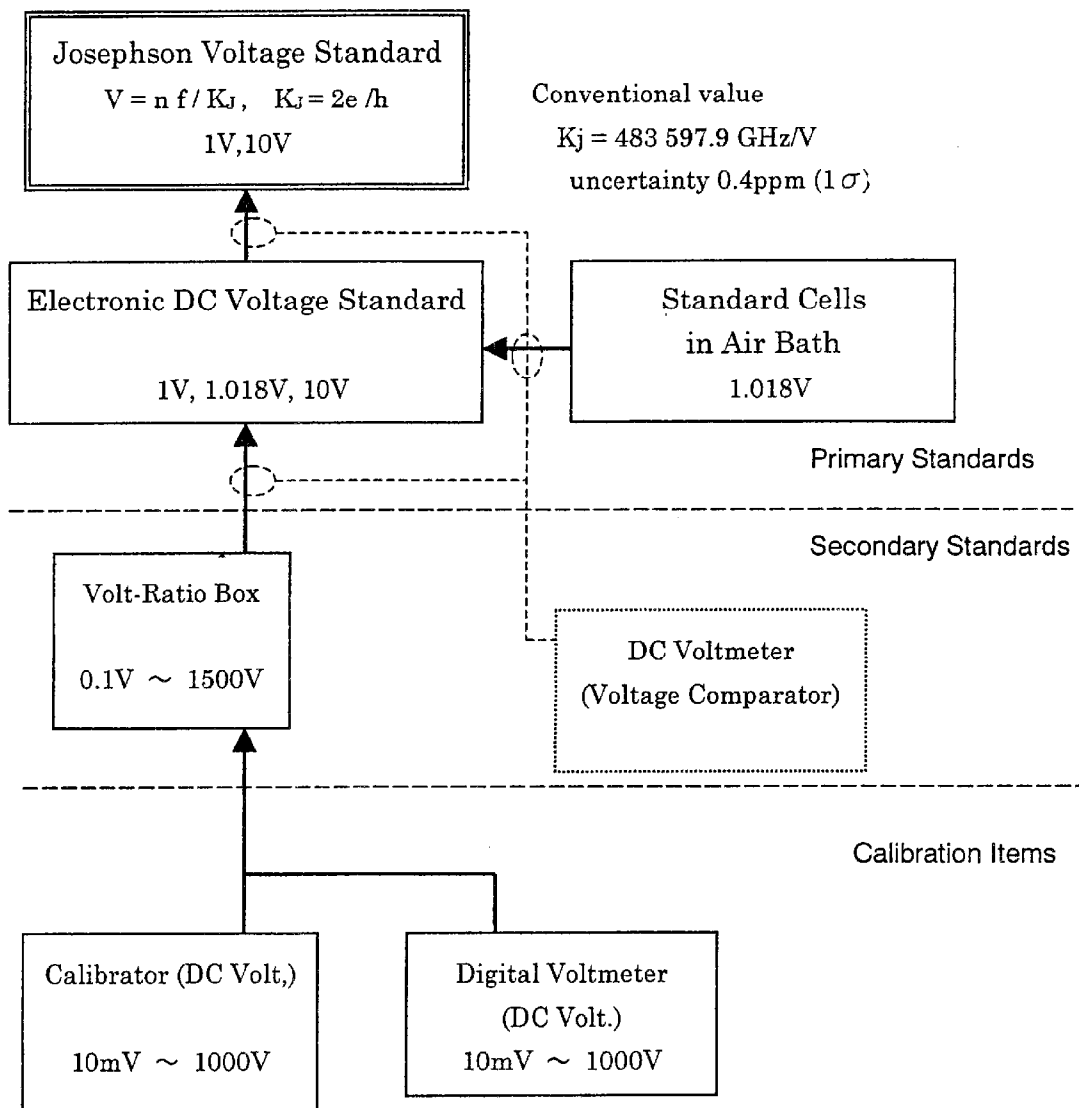 Josephson Voltage Standard
V = n f / KJ, KJ = 2e /h
1V,10V
Conventional value
Kj = 483 597.9 GHz/V
uncertainty 0.4ppm (1σ)
Electronic DC Voltage Standard
1V, 1.018V, 10V
Standard Cells
in Air Bath
1.018V
Primary Standards
Secondary Standards
Volt-Ratio Box
0.1V ～ 1500V
DC Voltmeter
(Voltage Comparator)
Calibration Items
Calibrator (DC Volt,)
10mV ～ 1000V
Digital Voltmeter
(DC Volt.)
10mV ～ 1000V